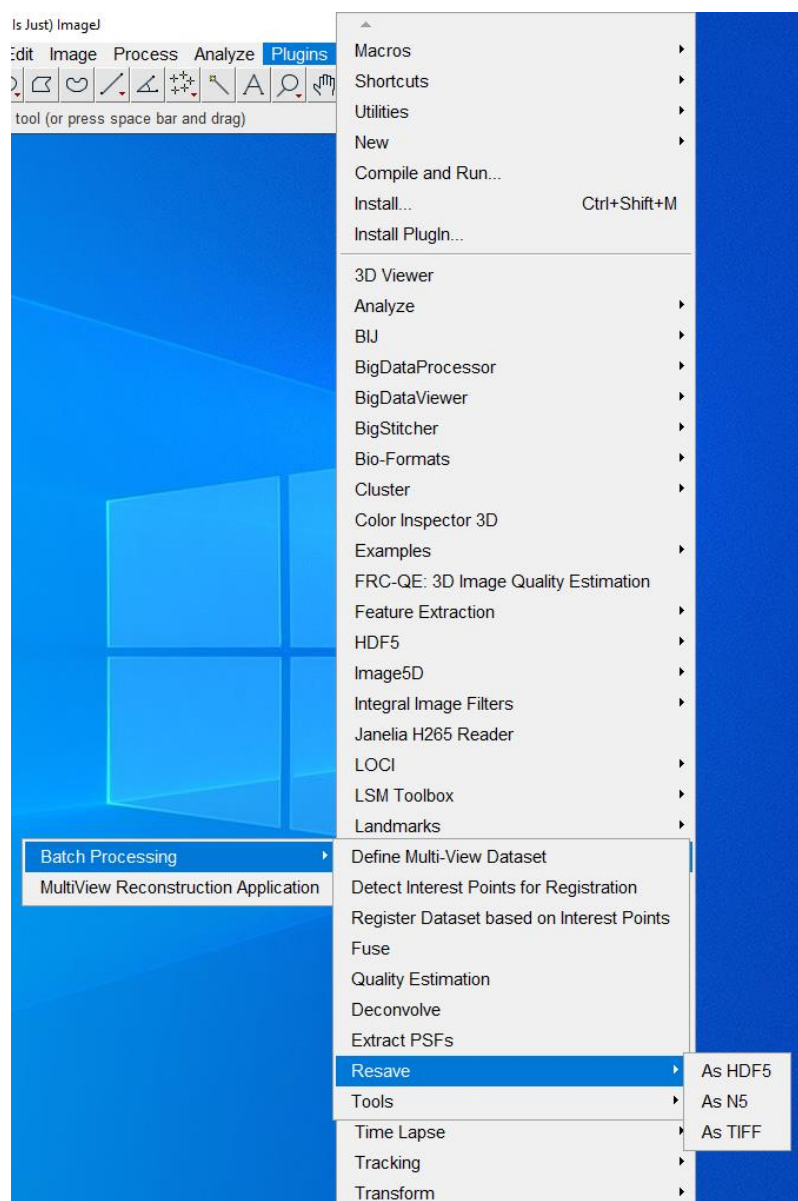 Is Just) ImageJ
Edit Image Process Analyze Plugins
tool (or press space bar and drag)
Macros
Shortcuts
Utilities
New
Compile and Run...
Install... Ctrl+Shift+M
Install PlugIn...
3D Viewer
Analyze
BIJ
BigDataProcessor
BigDataViewer
BigStitcher
Bio-Formats
Cluster
Color Inspector 3D
Examples
FRC-QE: 3D Image Quality Estimation
Feature Extraction
HDF5
Image5D
Integral Image Filters
Janelia H265 Reader
LOCI
LSM Toolbox
Landmarks
Batch Processing
MultiView Reconstruction Application
Define Multi-View Dataset
Detect Interest Points for Registration
Register Dataset based on Interest Points
Fuse
Quality Estimation
Deconvolve
Extract PSFs
Resave
Tools
As HDF5
As N5
As TIFF
Time Lapse
Tracking
Transform